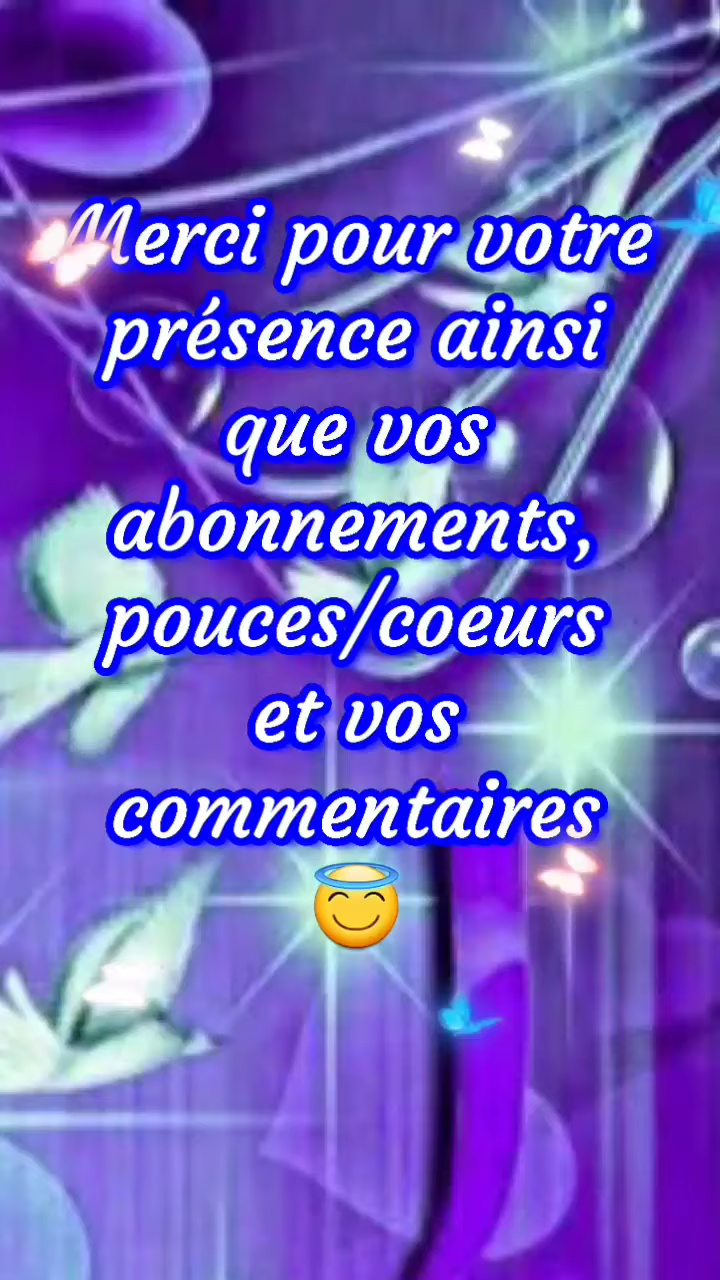 Merci pour votre
présence ainsi
que vos
abonnements,
pouces/coeurs
et vos
commentaires
😇